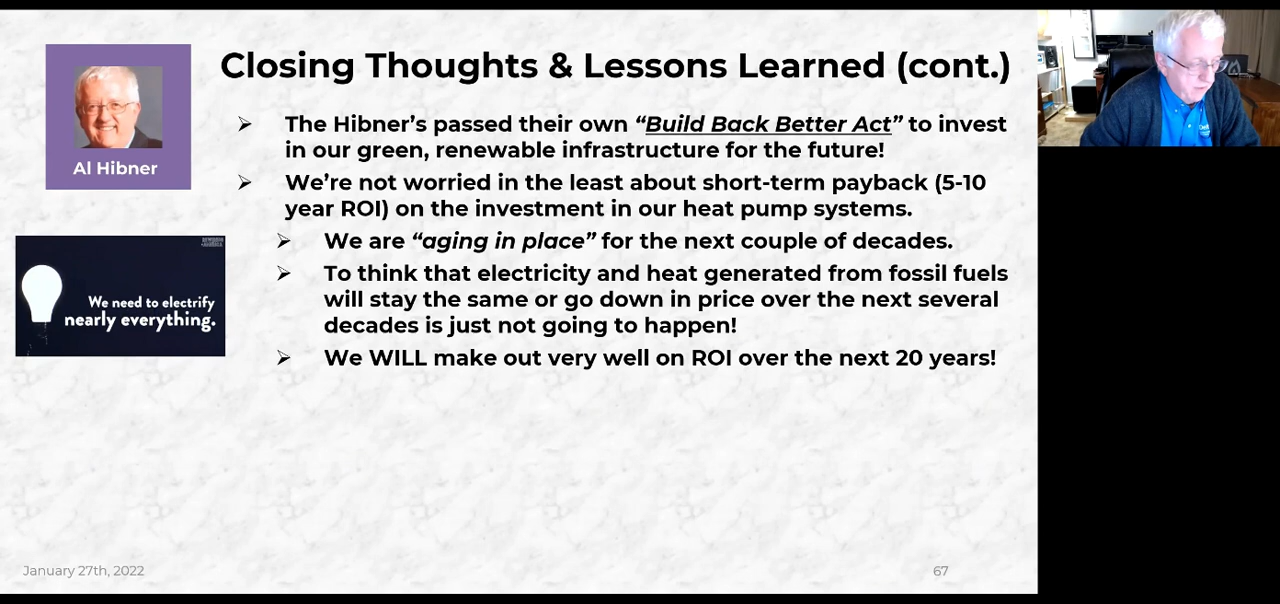 Closing Thoughts & Lessons Learned (cont.)
Al Hibner
➢ The Hibner’s passed their own “Build Back Better Act” to invest
in our green, renewable infrastructure for the future!
➢ We’re not worried in the least about short-term payback (5-10
year ROI) on the investment in our heat pump systems.
➢ We are “aging in place” for the next couple of decades.
➢ To think that electricity and heat generated from fossil fuels
will stay the same or go down in price over the next several
decades is just not going to happen!
➢ We WILL make out very well on ROI over the next 20 years!
We need to electrify
nearly everything.
January 27th, 2022
67